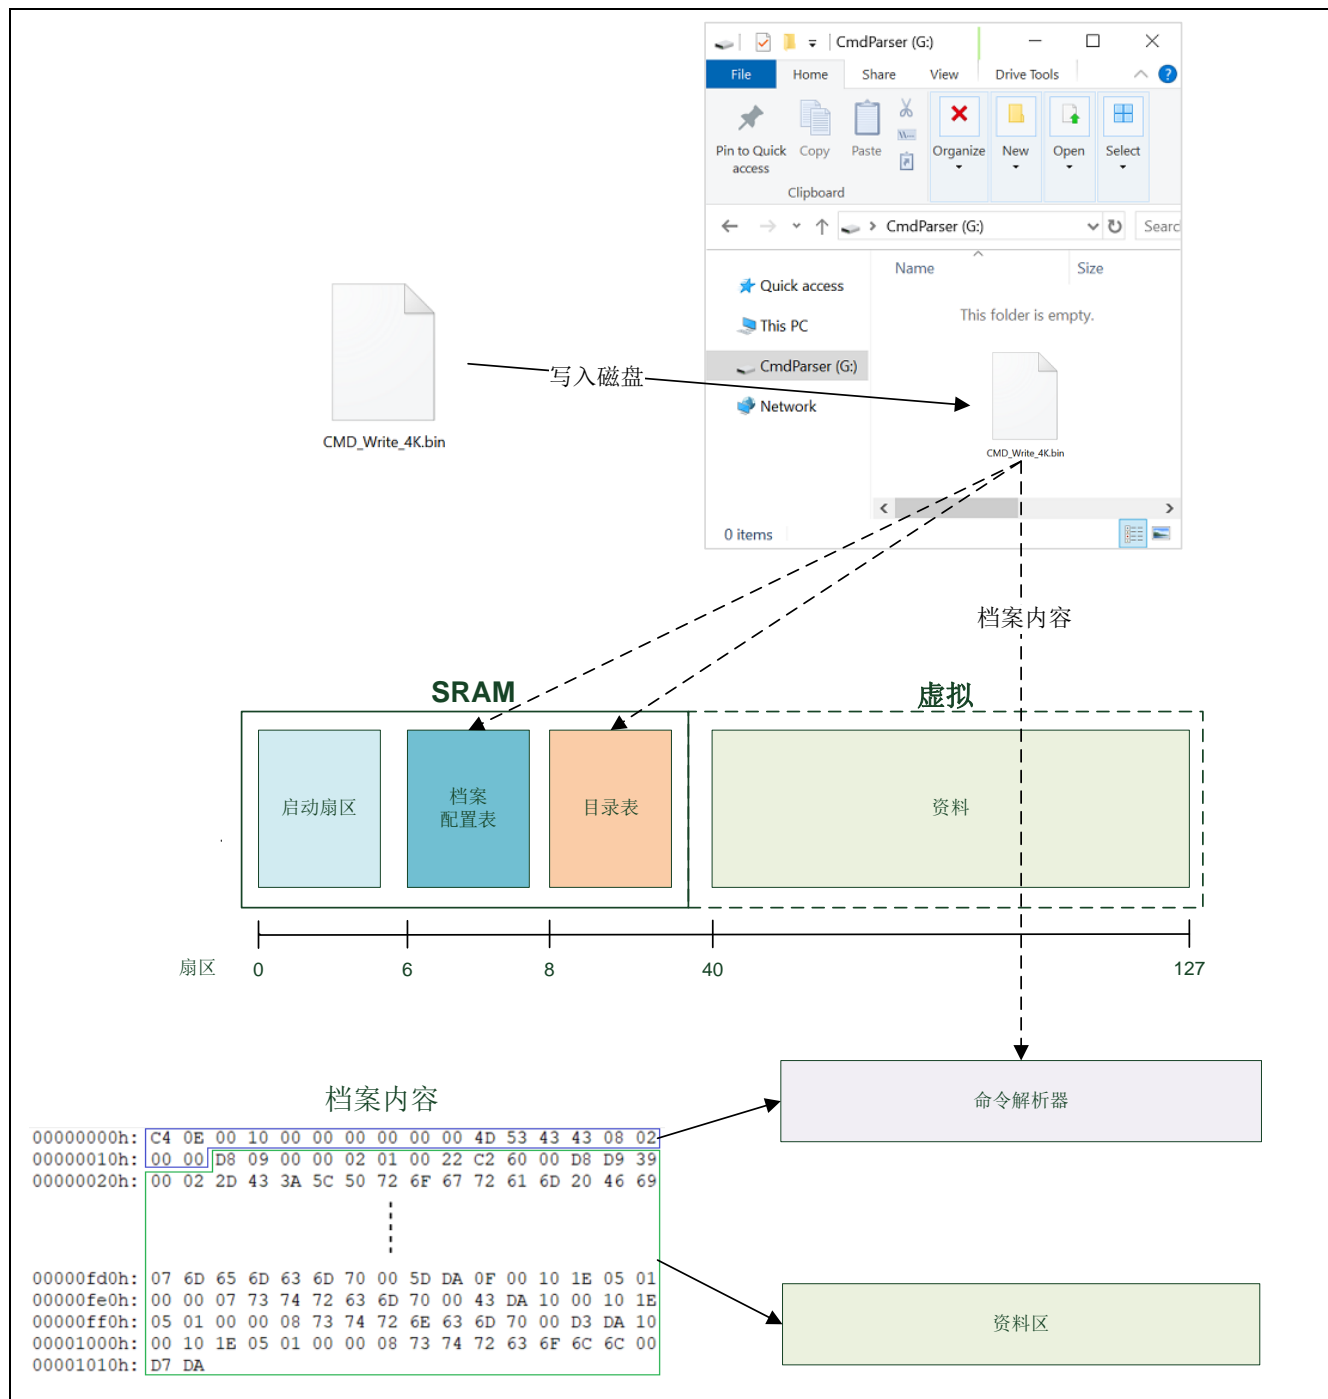 CmdParser (G:)
File Home Share View Drive Tools
Pin to Quick access Copy Paste Organize New Open Select
Clipboard
CmdParser (G:) Searc
Name Size
Quick access
This folder is empty.
This PC
CmdParser (G:)
写入磁盘
Network
CMD_Write_4K.bin
CMD_Write_4K.bin
0 items
档案内容
SRAM 虚拟
启动扇区
档案
配置表
目录表
资料
扇区 0 6 8 40 127
档案内容
命令解析器
00000000h: C4 0E 00 10 00 00 00 00 00 00 4D 53 43 43 08 02
00000010h: 00 00 D8 09 00 00 02 01 00 22 C2 60 00 D8 D9 39
00000020h: 00 02 2D 43 3A 5C 50 72 6F 67 72 61 6D 20 46 69
00000fd0h: 07 6D 65 6D 63 6D 70 00 5D DA 0F 00 10 1E 05 01
00000fe0h: 00 00 07 73 74 72 63 6D 70 00 43 DA 10 00 10 1E
00000ff0h: 05 01 00 00 08 73 74 72 6E 63 6D 70 00 D3 DA 10
00001000h: 00 10 1E 05 01 00 00 08 73 74 72 63 6F 6C 6C 00
00001010h: D7 DA
资料区